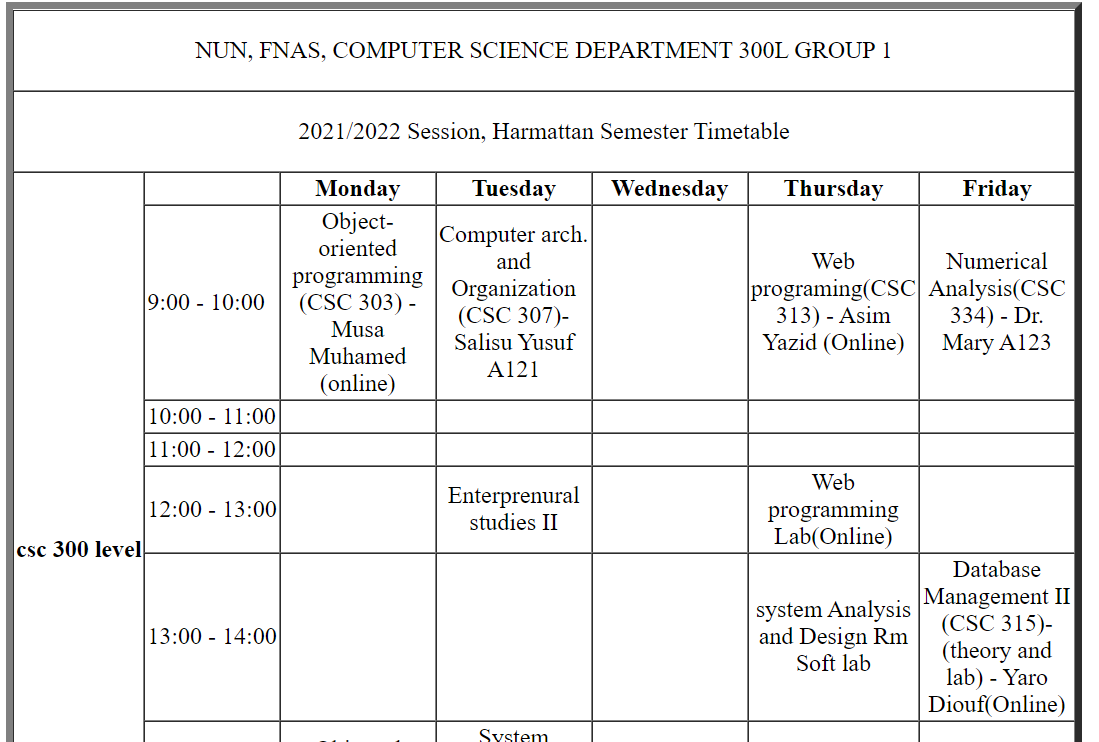 NUN, FNAS, COMPUTER SCIENCE DEPARTMENT 300L GROUP 1
2021/2022 Session, Harmattan Semester Timetable
csc 300 level
Monday
Tuesday
Wednesday
Thursday
Friday
9:00 - 10:00
Object-
oriented
programming
(CSC 303) -
Musa
Muhamed
(online)
Computer arch.
and
Organization
(CSC 307)-
Salisu Yusuf
A121
Web
programing(CSC
313) - Asim
Yazid (Online)
Numerical
Analysis(CSC
334) - Dr.
Mary A123
10:00 - 11:00
11:00 - 12:00
12:00 - 13:00
Enterprenural
studies II
Web
programming
Lab(Online)
13:00 - 14:00
system Analysis
and Design Rm
Soft lab
Database
Management II
(CSC 315)-
(theory and
lab) - Yaro
Diouf(Online)
System